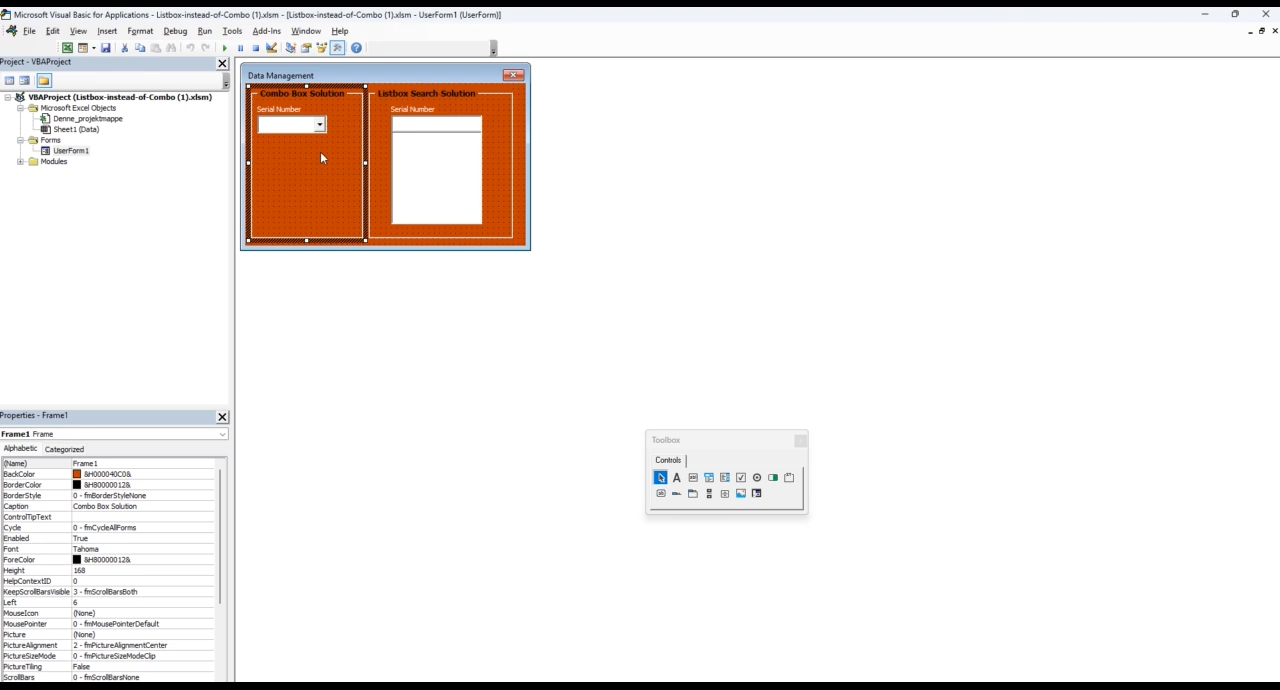 Microsoft Visual Basic for Applications - Listbox-instead-of-Combo (1).xlsm - [Listbox-instead-of-Combo (1).xlsm - UserForm1 (UserForm)]
File Edit View Insert Format Debug Run Tools Add-Ins Window Help
Project - VBAProject
VBAProject (Listbox-instead-of-Combo (1).xlsm)
Microsoft Excel Objects
Denne_projektmappe
Sheet1 (Data)
Forms
UserForm1
Modules
Data Management
Combo Box Solution
Serial Number
Listbox Search Solution
Serial Number
Toolbox
Controls
Properties - Frame1
Frame1 Frame
Alphabetic Categorized
(Name) Frame1
BackColor &H000040C0&
BorderColor &H80000012&
BorderStyle 0 - fmBorderStyleNone
Caption Combo Box Solution
ControlTipText
Cycle 0 - fmCycleAllForms
Enabled True
Font Tahoma
ForeColor &H80000012&
Height 168
HelpContextID 0
KeepScrollBarsVisible 3 - fmScrollBarsBoth
Left 6
MouseIcon (None)
MousePointer 0 - fmMousePointerDefault
Picture (None)
PictureAlignment 2 - fmPictureAlignmentCenter
PictureSizeMode 0 - fmPictureSizeModeClip
PictureTiling False
ScrollBars 0 - fmScrollBarsNone